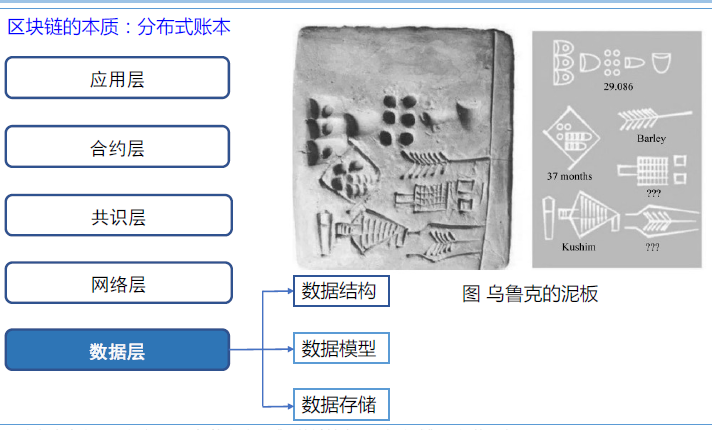 区块链的本质：分布式账本
应用层
合约层
共识层
网络层
数据层
数据结构
数据模型
数据存储
29.086
Barley
37 months
???
Kushim
???
图 乌鲁克的泥板